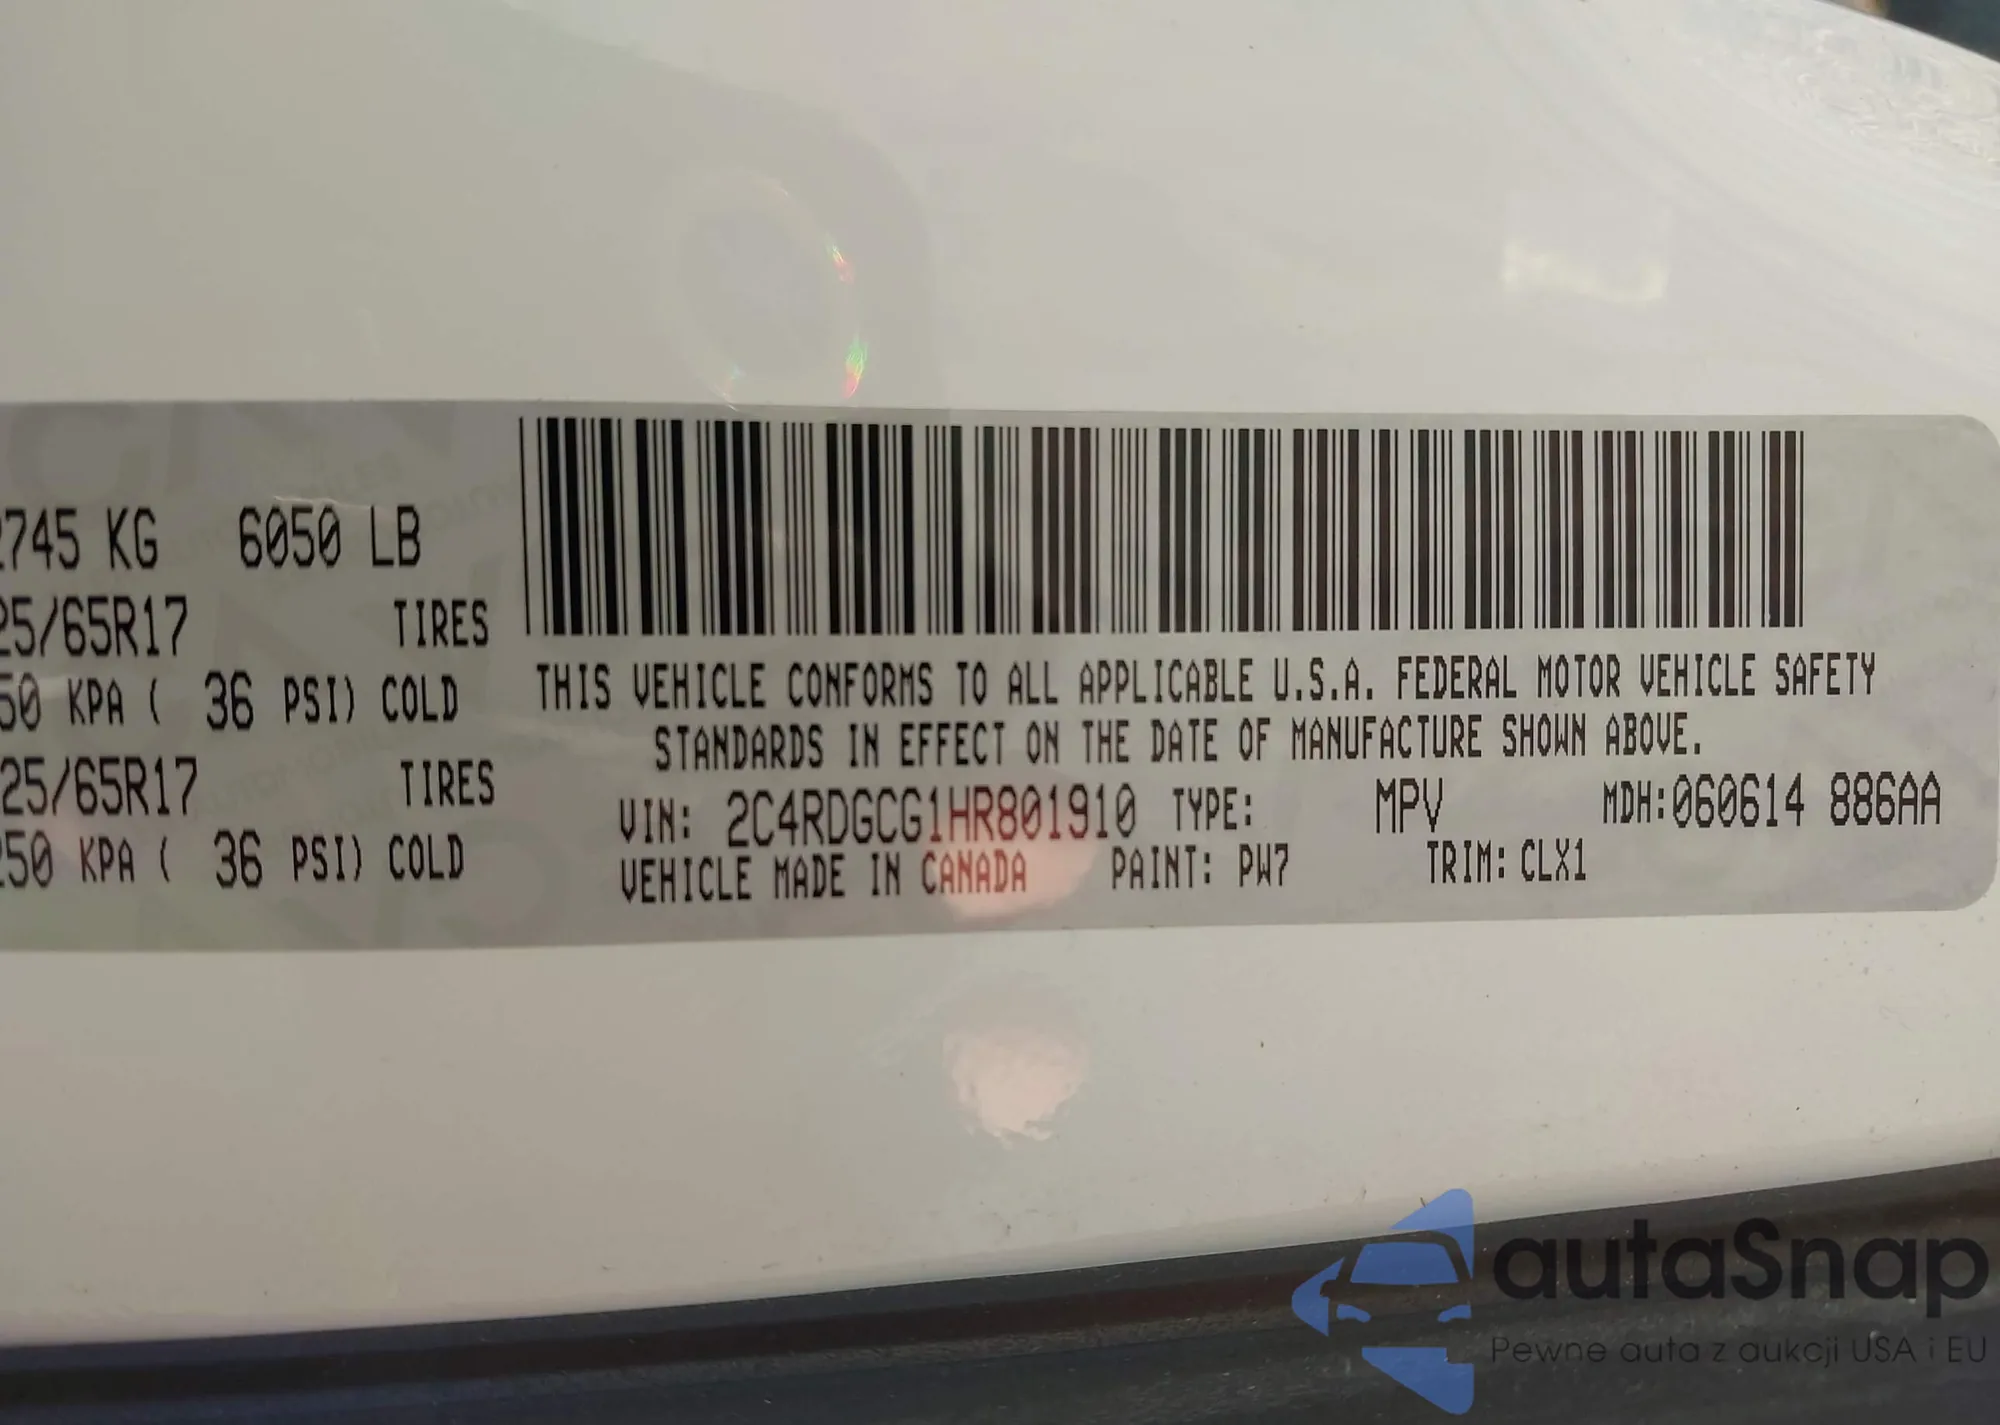 2745 KG 6050 LB
25/65R17 TIRES
50 KPA ( 36 PSI) COLD
25/65R17 TIRES
250 KPA ( 36 PSI) COLD
THIS VEHICLE CONFORMS TO ALL APPLICABLE U.S.A. FEDERAL MOTOR VEHICLE SAFETY
STANDARDS IN EFFECT ON THE DATE OF MANUFACTURE SHOWN ABOVE.
VIN: 2C4RDGCG1HR801910 TYPE: MPV MDH:060614 886AA
VEHICLE MADE IN CANADA PAINT: PW7 TRIM: CLX1
autaSnap
Pewne auta z aukcji USA i EU